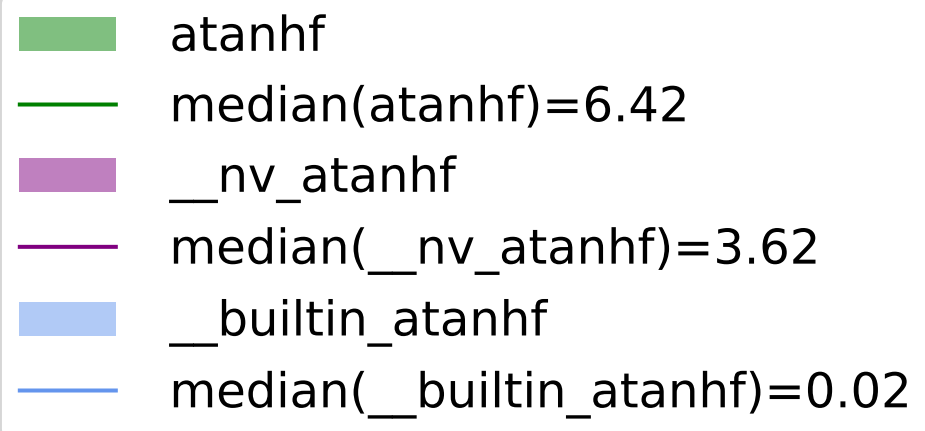 atanhf
median(atanhf)=6.42
__nv_atanhf
median(__nv_atanhf)=3.62
__builtin_atanhf
median(__builtin_atanhf)=0.02